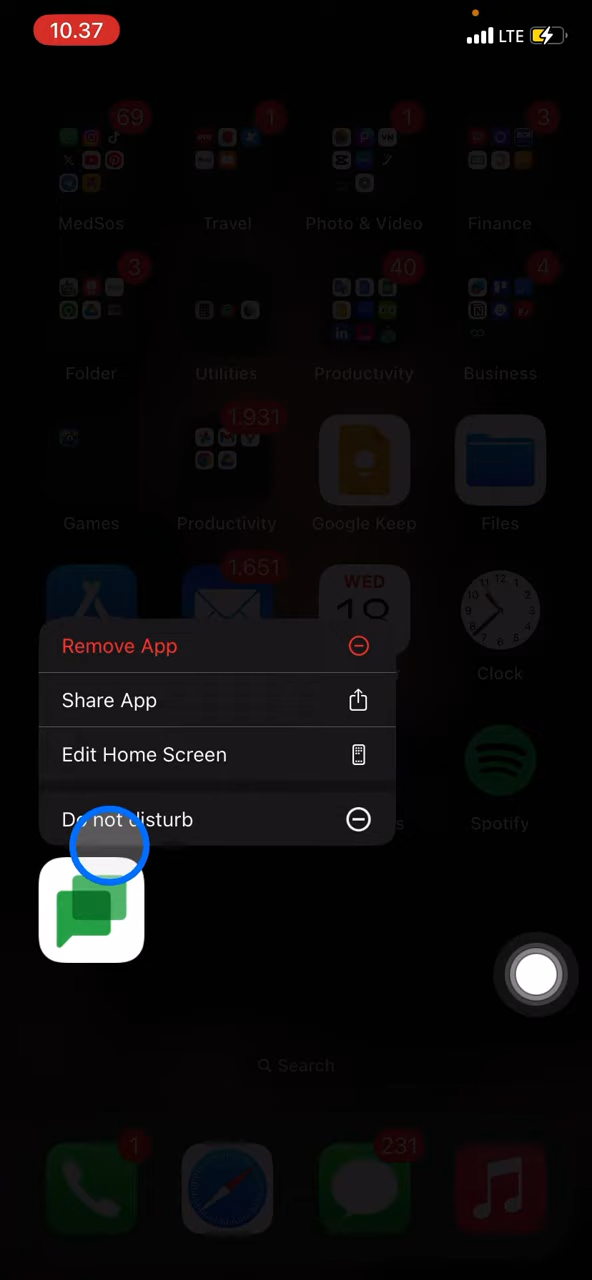 10.37
LTE
69
1
1
3
MedSos
Travel
Photo & Video
Finance
3
40
4
Folder
Utilities
Productivity
Business
1.931
Games
Productivity
Google Keep
Files
1.651
WED
Remove App
Share App
Clock
Edit Home Screen
Do not disturb
Spotify
Search
1
231